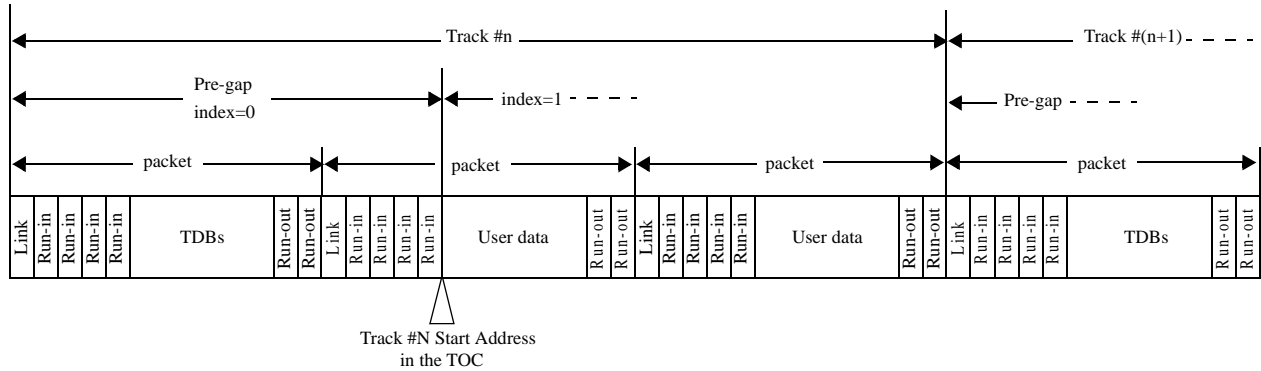 Track #n
Track #(n+1)
Pre-gap
index=0
index=1
Pre-gap
packet
packet
packet
packet
Link
Run-in
Run-in
Run-in
Run-in
TDBs
Run-out
Run-out
Link
Run-in
Run-in
Run-in
Run-in
User data
Run-out
Run-out
Link
Run-in
Run-in
Run-in
Run-in
User data
Run-out
Run-out
Link
Run-in
Run-in
Run-in
Run-in
TDBs
Run-out
Run-out
Track #N Start Address
in the TOC